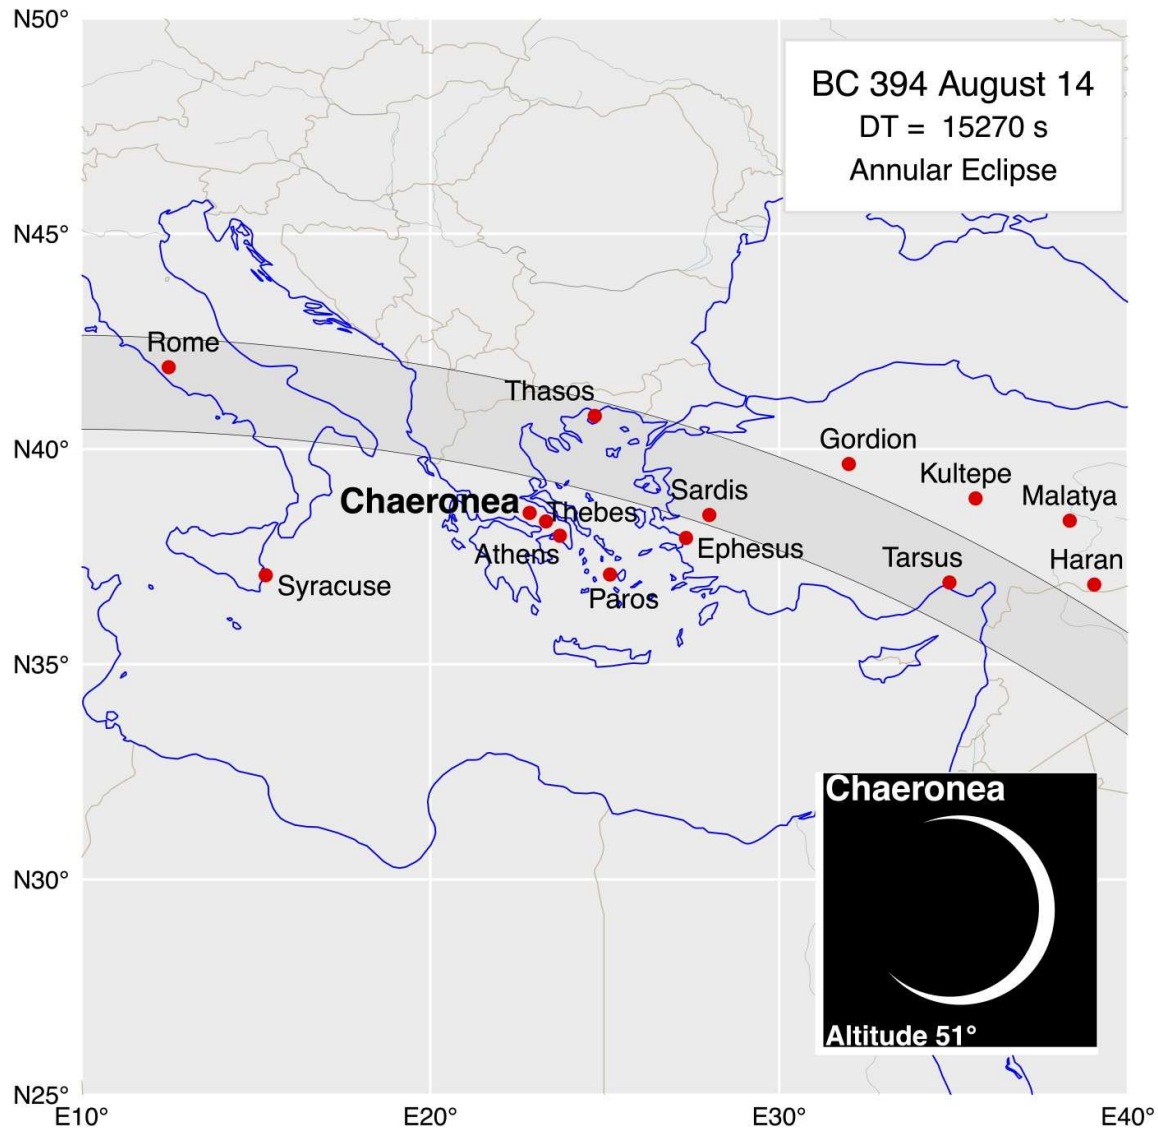 N50°
BC 394 August 14
DT = 15270 s
Annular Eclipse
N45°
Rome
Thasos
N40°
Gordion
Kultepe
Sardis
Malatya
Chaeronea
Thebes
Athens
Ephesus
Tarsus
Haran
Syracuse
Paros
N35°
Chaeronea
N30°
Altitude 51°
N25°
E10°
E20°
E30°
E40°